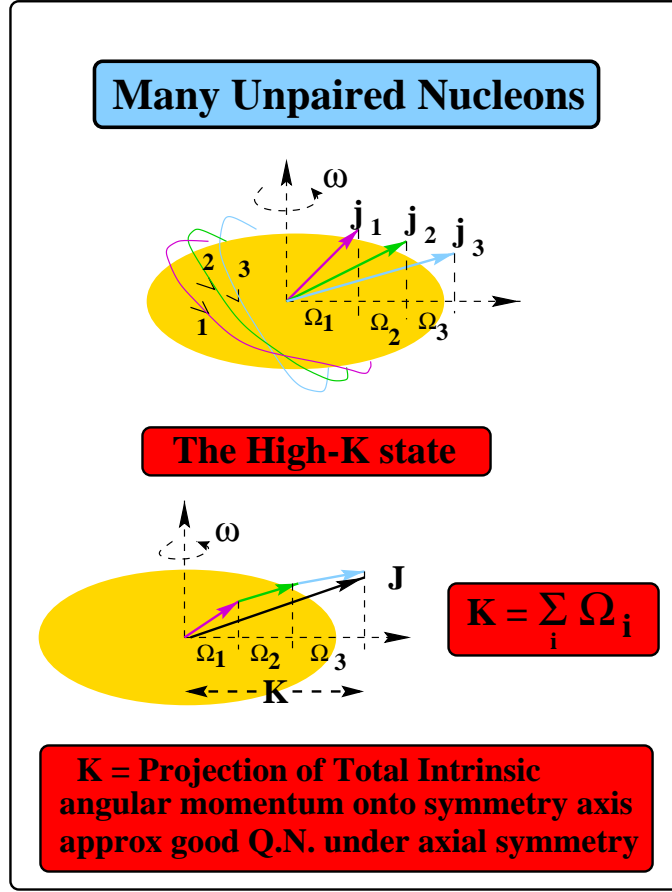 Many Unpaired Nucleons
ω
j 1 j 2 j 3
2 3
1
Ω1 Ω2 Ω3
The High-K state
ω
J
K = Σ Ω i
i
Ω1 Ω2 Ω3
K
K = Projection of Total Intrinsic
angular momentum onto symmetry axis
approx good Q.N. under axial symmetry